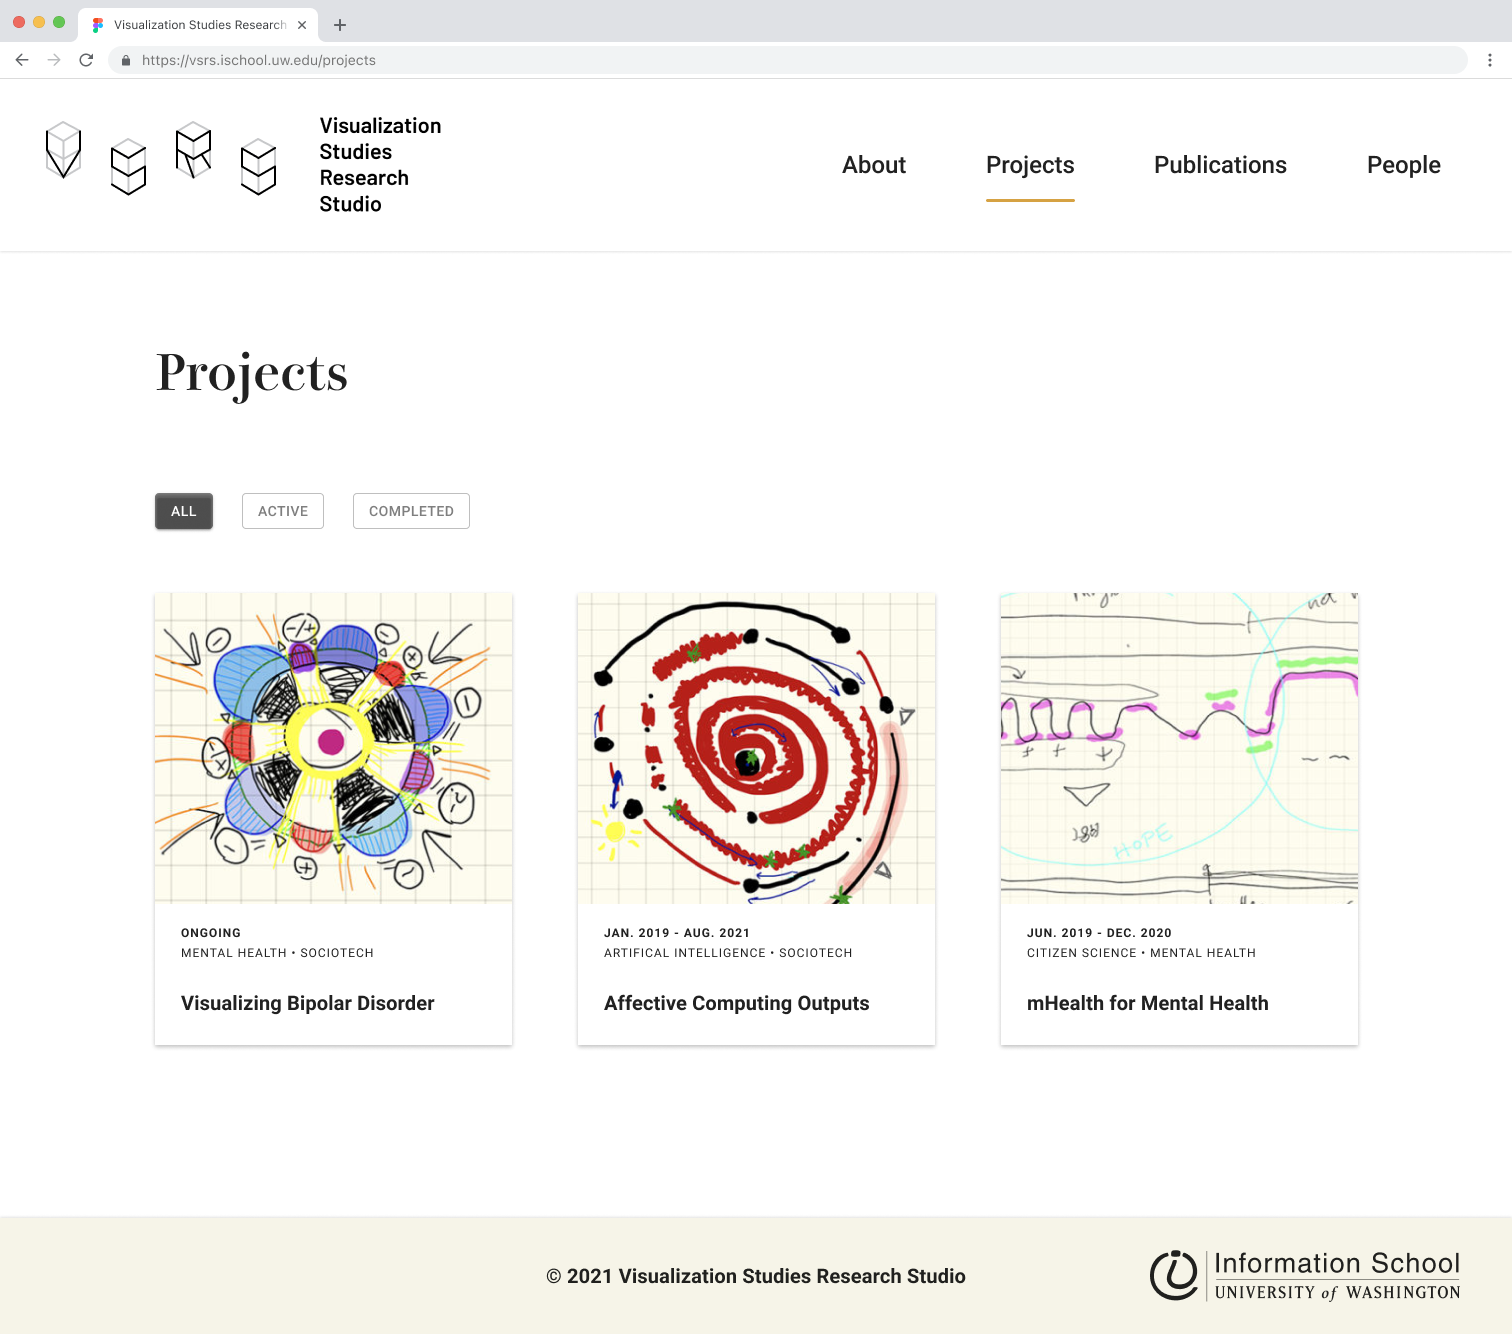 Visualization Studies Research
https://vsrs.ischool.uw.edu/projects
VSRS
Visualization
Studies
Research
Studio
About
Projects
Publications
People
Projects
ALL
ACTIVE
COMPLETED
HOPE
ONGOING
MENTAL HEALTH • SOCIOTECH
Visualizing Bipolar Disorder
JAN. 2019 - AUG. 2021
ARTIFICAL INTELLIGENCE • SOCIOTECH
Affective Computing Outputs
JUN. 2019 - DEC. 2020
CITIZEN SCIENCE • MENTAL HEALTH
mHealth for Mental Health
© 2021 Visualization Studies Research Studio
Information School
UNIVERSITY of WASHINGTON